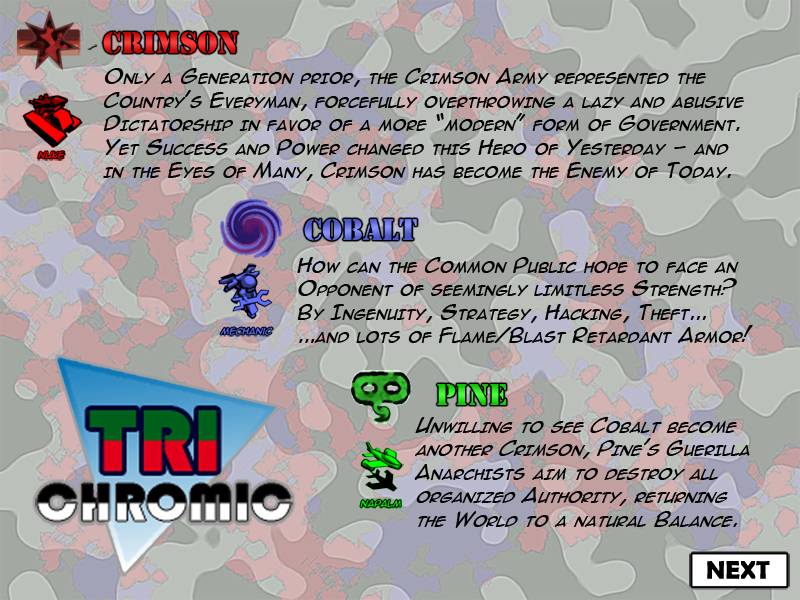 CRIMSON
Only a Generation prior, the Crimson Army represented the
Country's Everyman, forcefully overthrowing a lazy and abusive
Dictatorship in favor of a more "modern" form of Government.
Yet Success and Power changed this Hero of Yesterday – and
in the Eyes of Many, Crimson has become the Enemy of Today.
NUKE
COBALT
How can the Common Public hope to face an
Opponent of seemingly limitless Strength?
By Ingenuity, Strategy, Hacking, Theft...
...and lots of Flame/Blast Retardant Armor!
MECHANIC
PINE
Unwilling to see Cobalt become
another Crimson, Pine's Guerilla
Anarchists aim to destroy all
organized Authority, returning
the World to a natural Balance.
NAPALM
TRI
CHROMIC
NEXT